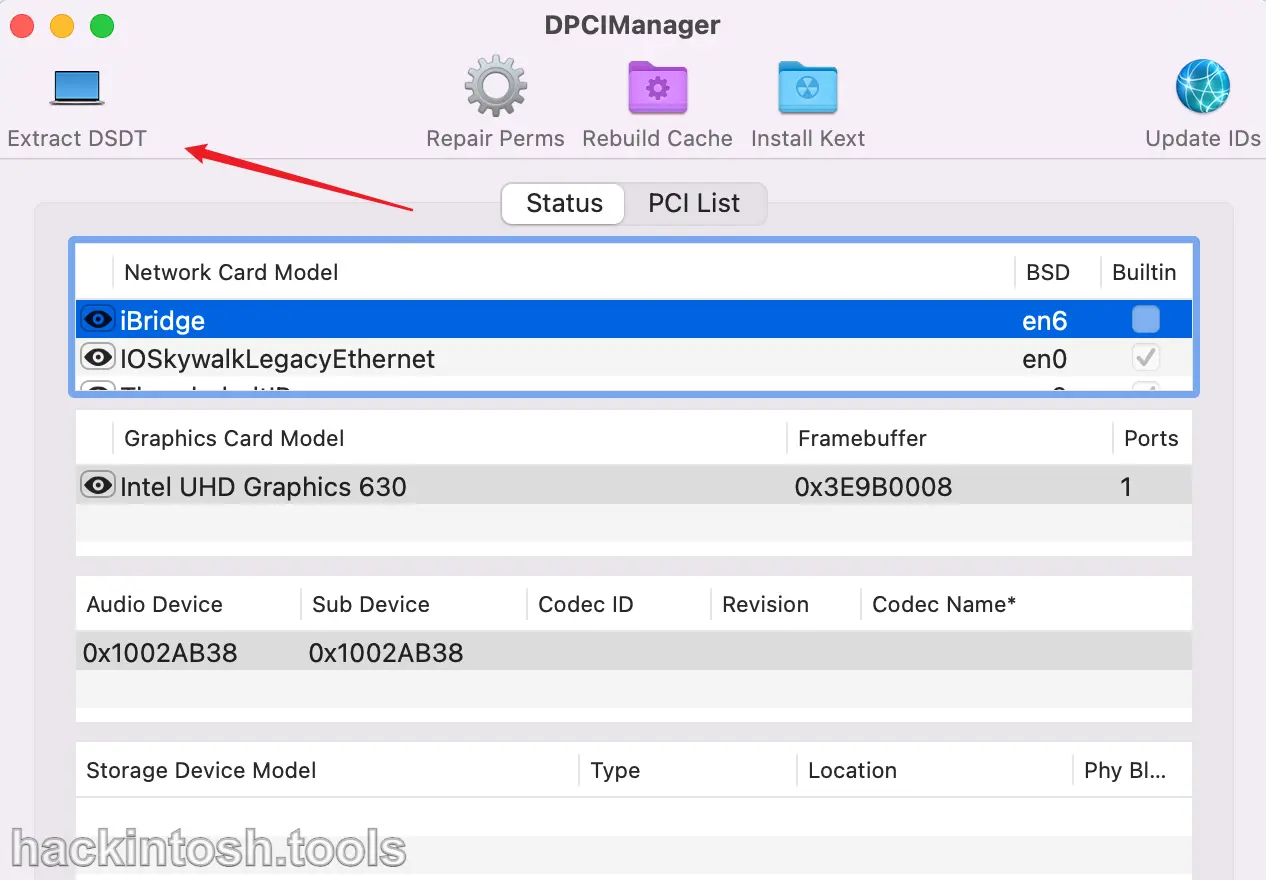 DPCIManager
Extract DSDT Repair Perms Rebuild Cache Install Kext Update IDs
Status PCI List
Network Card Model BSD Builtin
iBridge en6
IOSkywalkLegacyEthernet en0
Graphics Card Model Framebuffer Ports
Intel UHD Graphics 630 0x3E9B0008 1
Audio Device Sub Device Codec ID Revision Codec Name*
0x1002AB38 0x1002AB38
Storage Device Model Type Location Phy Bl...
hackintosh.tools